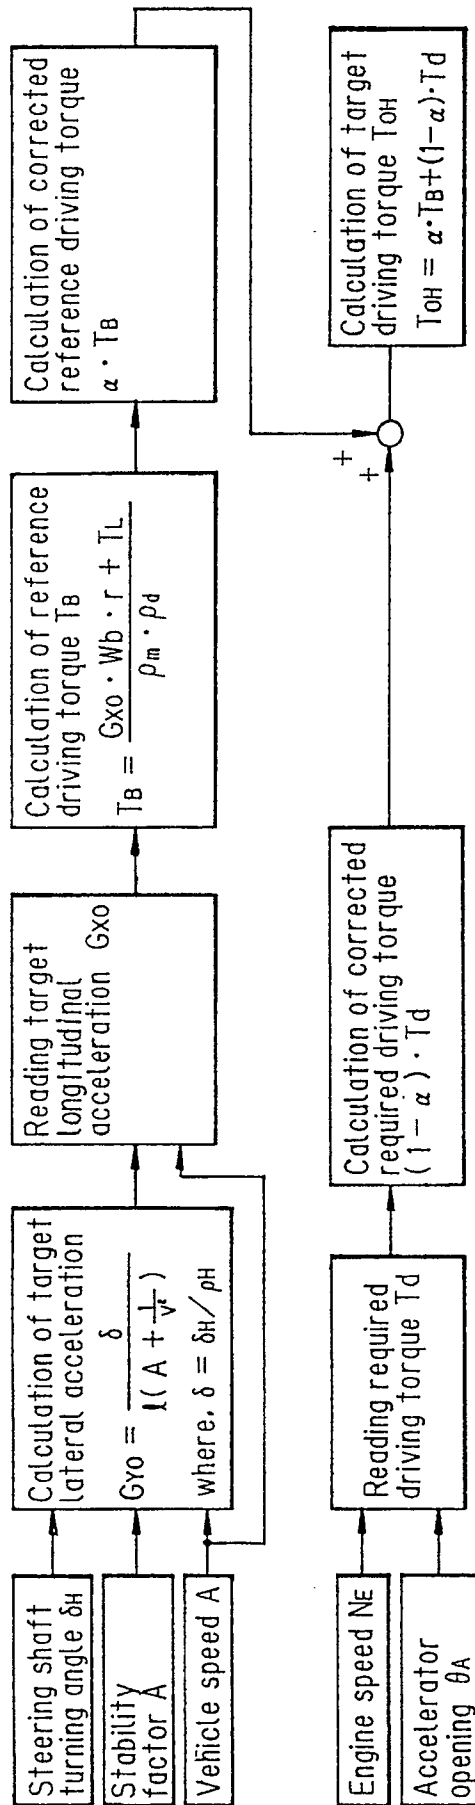 Steering shaft
turning angle δH
Stability
factor A
Vehicle speed A
Calculation of target
lateral acceleration
GYO = δ / ℓ( A + 1/V² )
where, δ = δH/ρH
Reading target
longitudinal
acceleration GXO
Calculation of reference
driving torque TB
TB = GXO · Wb · r + TL / ρm · ρd
Calculation of corrected
reference driving torque
α · TB
Engine speed NE
Accelerator
opening θA
Reading required
driving torque Td
Calculation of corrected
required driving torque
(1 - α) · Td
+
+
Calculation of target
driving torque TOH
TOH = α·TB+(1-α)·Td